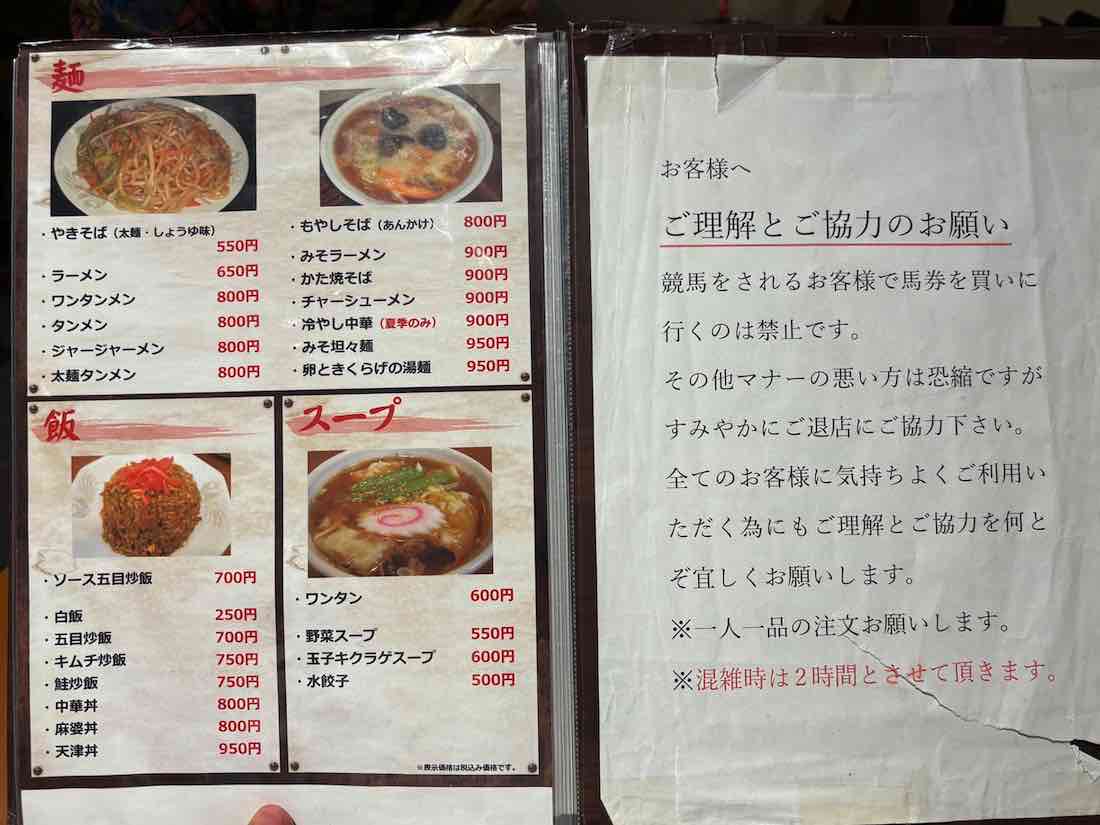 麺
・やきそば（太麺・しょうゆ味）
550円
・ラーメン 650円
・ワンタンメン 800円
・タンメン 800円
・ジャージャーメン 800円
・太麺タンメン 800円
・もやしそば（あんかけ） 800円
・みそラーメン 900円
・かた焼そば 900円
・チャーシューメン 900円
・冷やし中華（夏季のみ） 900円
・みそ坦々麺 950円
・卵ときくらげの湯麺 950円
飯
・ソース五目炒飯 700円
・白飯 250円
・五目炒飯 700円
・キムチ炒飯 750円
・鮭炒飯 750円
・中華丼 800円
・麻婆丼 800円
・天津丼 950円
スープ
・ワンタン 600円
・野菜スープ 550円
・玉子キクラゲスープ 600円
・水餃子 500円
※表示価格は税込み価格です。
お客様へ
ご理解とご協力のお願い
競馬をされるお客様で馬券を買いに
行くのは禁止です。
その他マナーの悪い方は恐縮ですが
すみやかにご退店にご協力下さい。
全てのお客様に気持ちよくご利用い
ただく為にもご理解とご協力を何と
ぞ宜しくお願いします。
※一人一品の注文お願いします。
※混雑時は２時間とさせて頂きます。